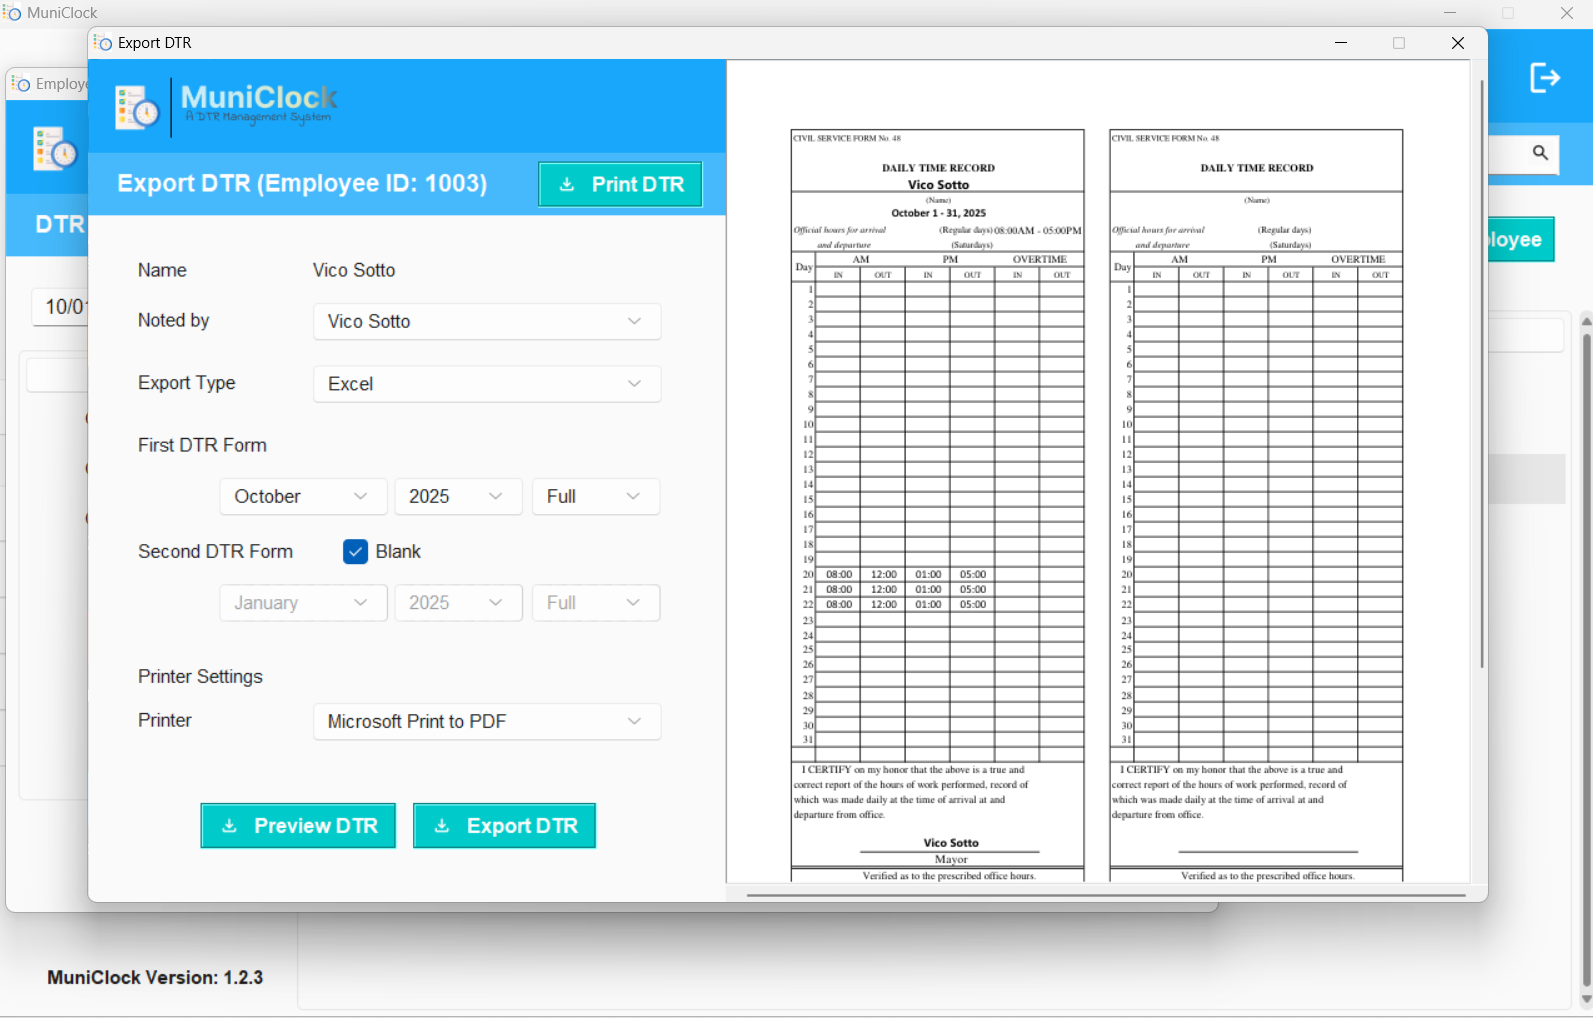 MuniClock
Export DTR
Employe
MuniClock
A DTR Management System
Export DTR (Employee ID: 1003)
Print DTR
DTR
loyee
10/01
Name
Vico Sotto
Noted by
Vico Sotto
Export Type
Excel
First DTR Form
October
2025
Full
Second DTR Form
Blank
January
2025
Full
Printer Settings
Printer
Microsoft Print to PDF
Preview DTR
Export DTR
MuniClock Version: 1.2.3
CIVIL SERVICE FORM No. 48
DAILY TIME RECORD
Vico Sotto
(Name)
October 1 - 31, 2025
Official hours for arrival (Regular days) 08:00AM - 05:00PM
and departure (Saturdays)
Day AM PM OVERTIME
IN OUT IN OUT IN OUT
1
2
3
4
5
6
7
8
9
10
11
12
13
14
15
16
17
18
19
20 08:00 12:00 01:00 05:00
21 08:00 12:00 01:00 05:00
22 08:00 12:00 01:00 05:00
23
24
25
26
27
28
29
30
31
I CERTIFY on my honor that the above is a true and
correct report of the hours of work performed, record of
which was made daily at the time of arrival at and
departure from office.
Vico Sotto
Mayor
Verified as to the prescribed office hours.
CIVIL SERVICE FORM No. 48
DAILY TIME RECORD
(Name)
Official hours for arrival (Regular days)
and departure (Saturdays)
Day AM PM OVERTIME
IN OUT IN OUT IN OUT
1
2
3
4
5
6
7
8
9
10
11
12
13
14
15
16
17
18
19
20
21
22
23
24
25
26
27
28
29
30
31
I CERTIFY on my honor that the above is a true and
correct report of the hours of work performed, record of
which was made daily at the time of arrival at and
departure from office.
Verified as to the prescribed office hours.